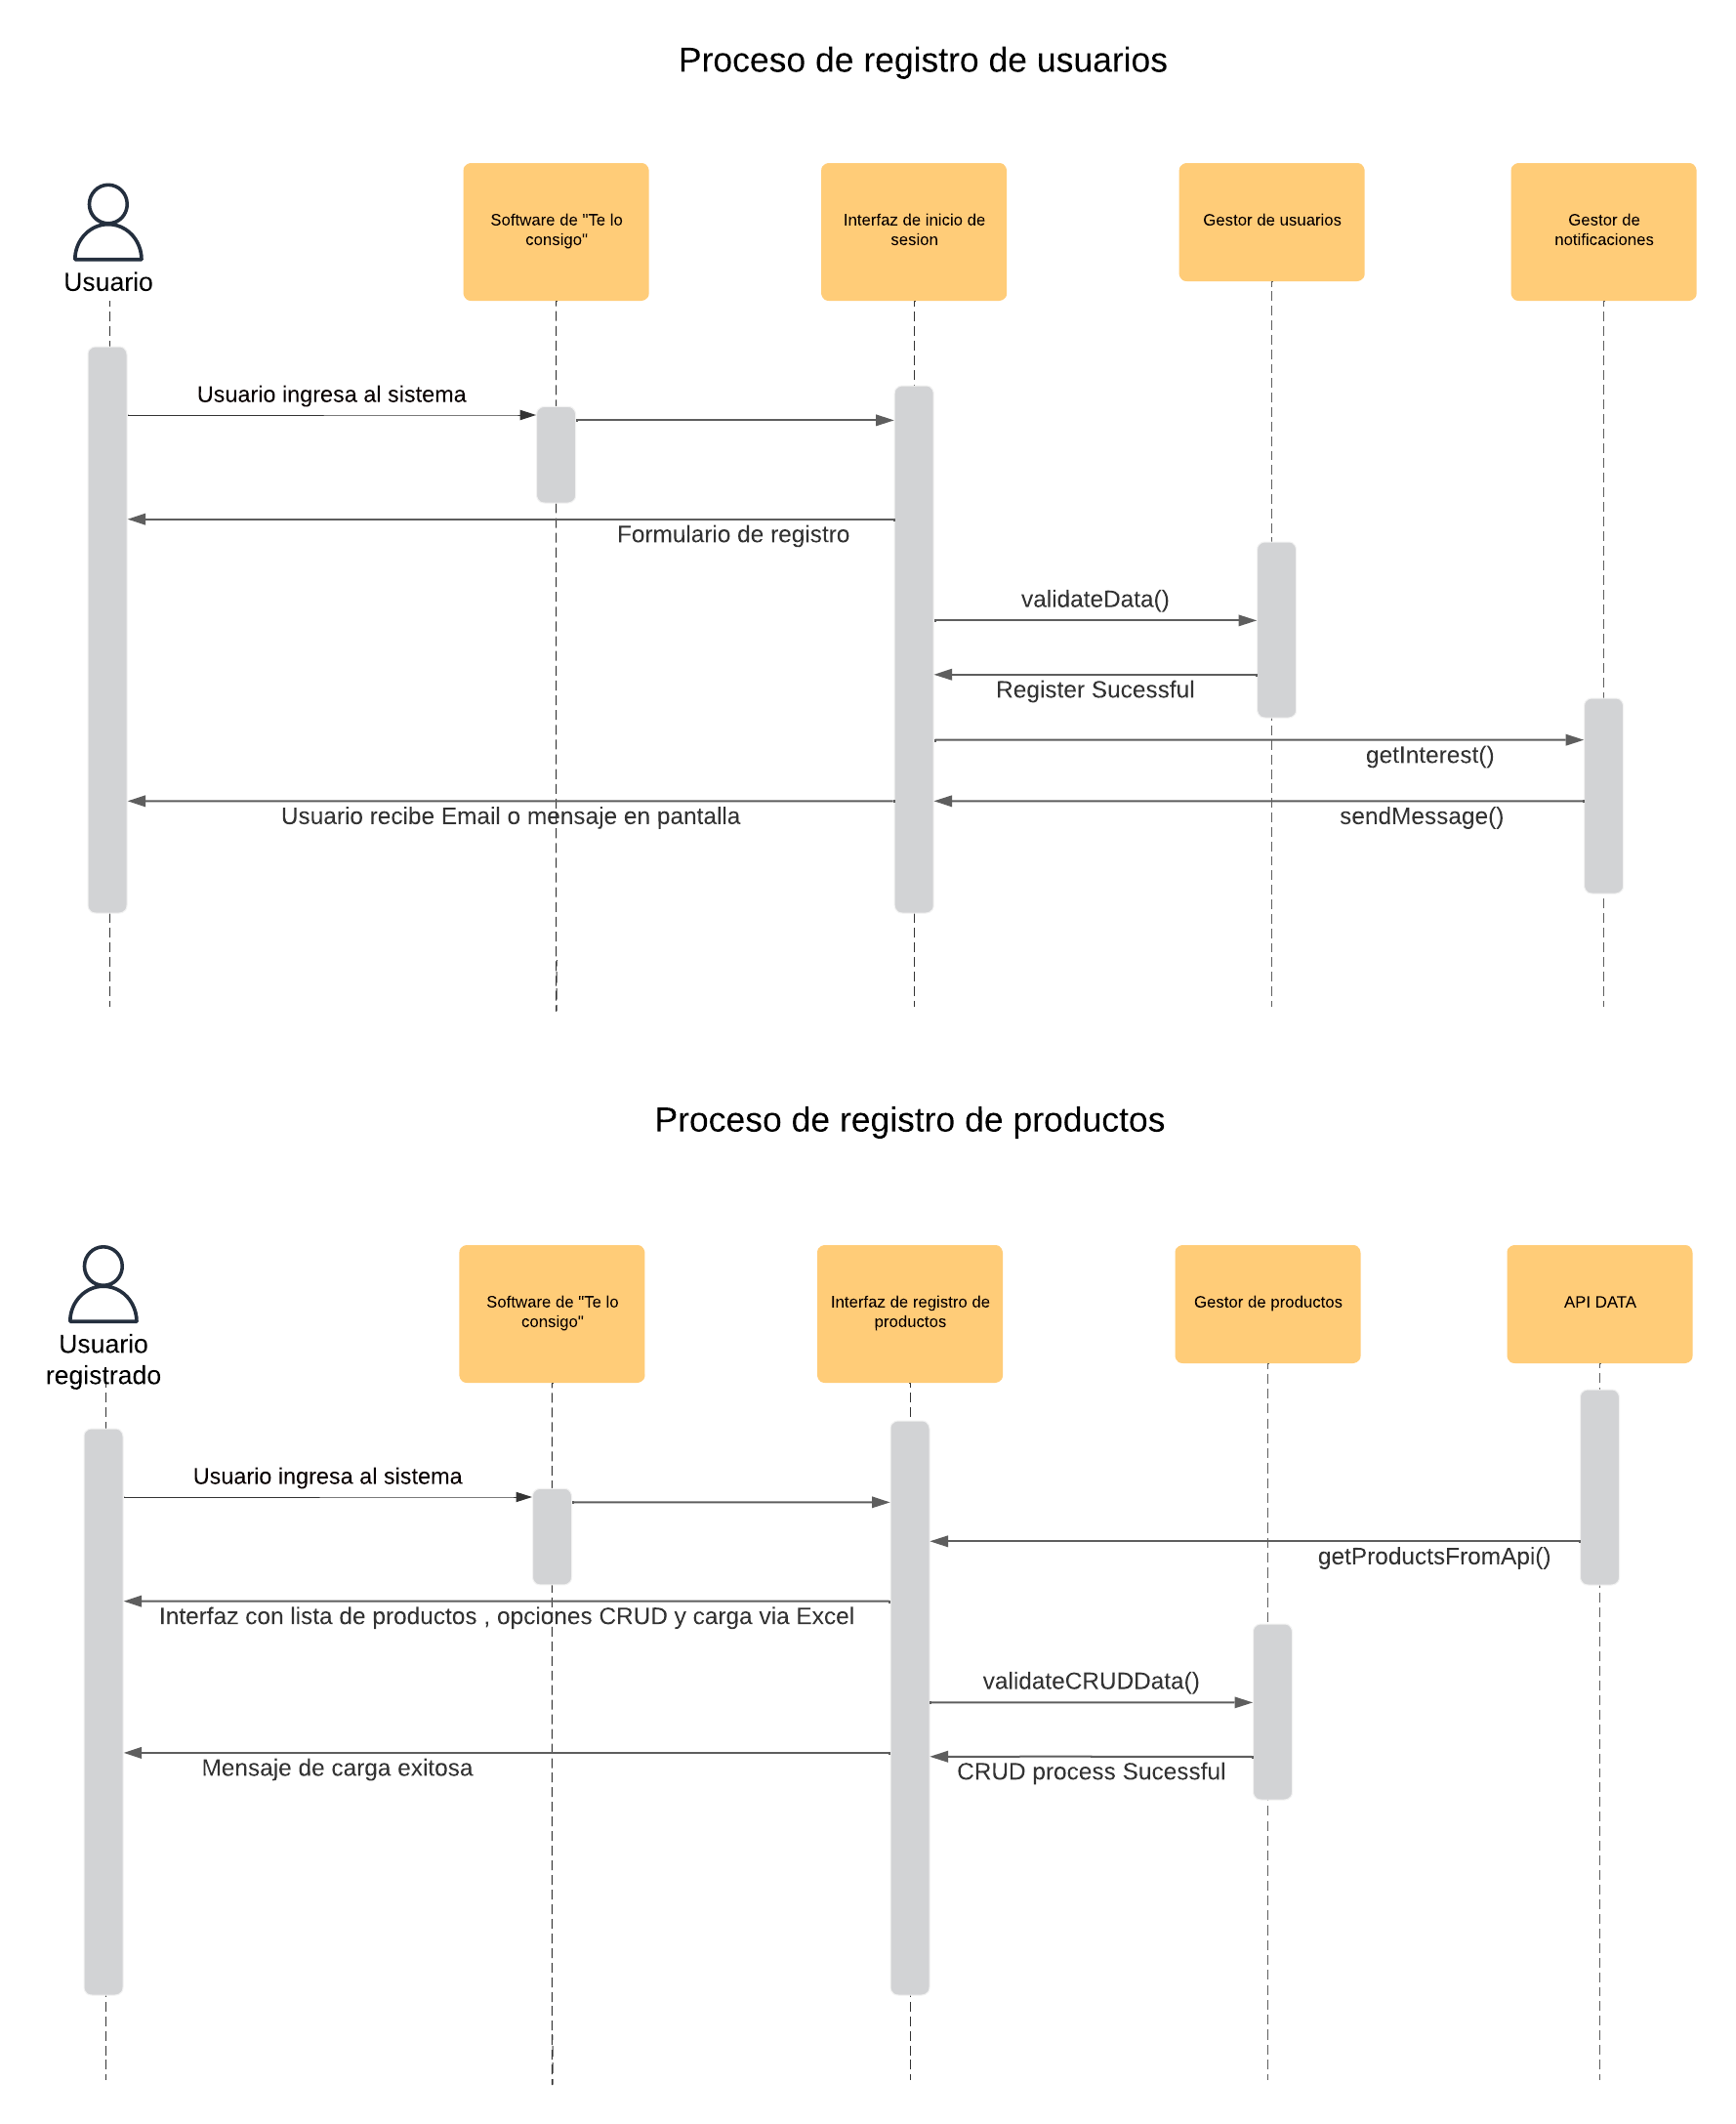 Proceso de registro de usuarios
Usuario
Software de "Te lo
consigo"
Interfaz de inicio de
sesion
Gestor de usuarios
Gestor de
notificaciones
Usuario ingresa al sistema
Formulario de registro
validateData()
Register Sucessful
getInterest()
Usuario recibe Email o mensaje en pantalla
sendMessage()
Proceso de registro de productos
Usuario
registrado
Software de "Te lo
consigo"
Interfaz de registro de
productos
Gestor de productos
API DATA
Usuario ingresa al sistema
getProductsFromApi()
Interfaz con lista de productos , opciones CRUD y carga via Excel
validateCRUDData()
Mensaje de carga exitosa
CRUD process Sucessful